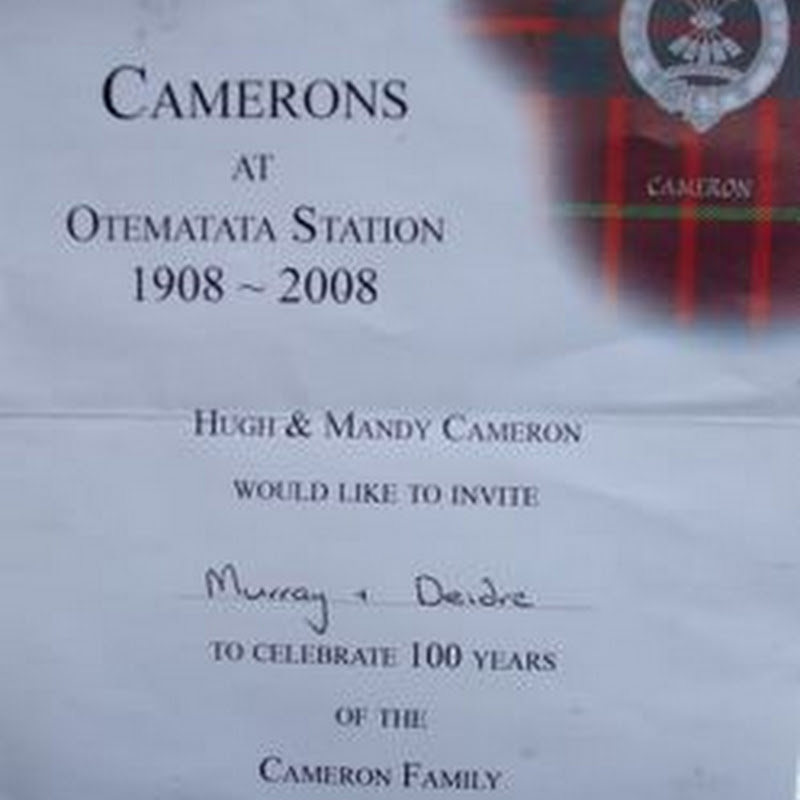 CAMERON
CAMERONS
AT
OTEMATATA STATION
1908 ~ 2008
HUGH & MANDY CAMERON
WOULD LIKE TO INVITE
Murray + Deidre
TO CELEBRATE 100 YEARS
OF THE
CAMERON FAMILY